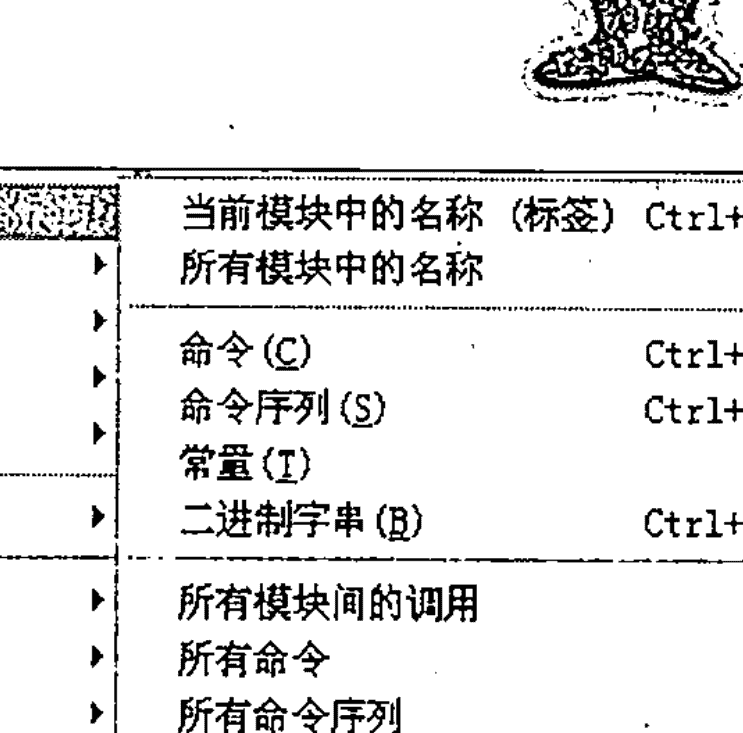 当前模块中的名称 (标签) Ctrl+
所有模块中的名称
命令(C) Ctrl+
命令序列(S) Ctrl+
常量(T)
二进制字串(B) Ctrl+
所有模块间的调用
所有命令
所有命令序列